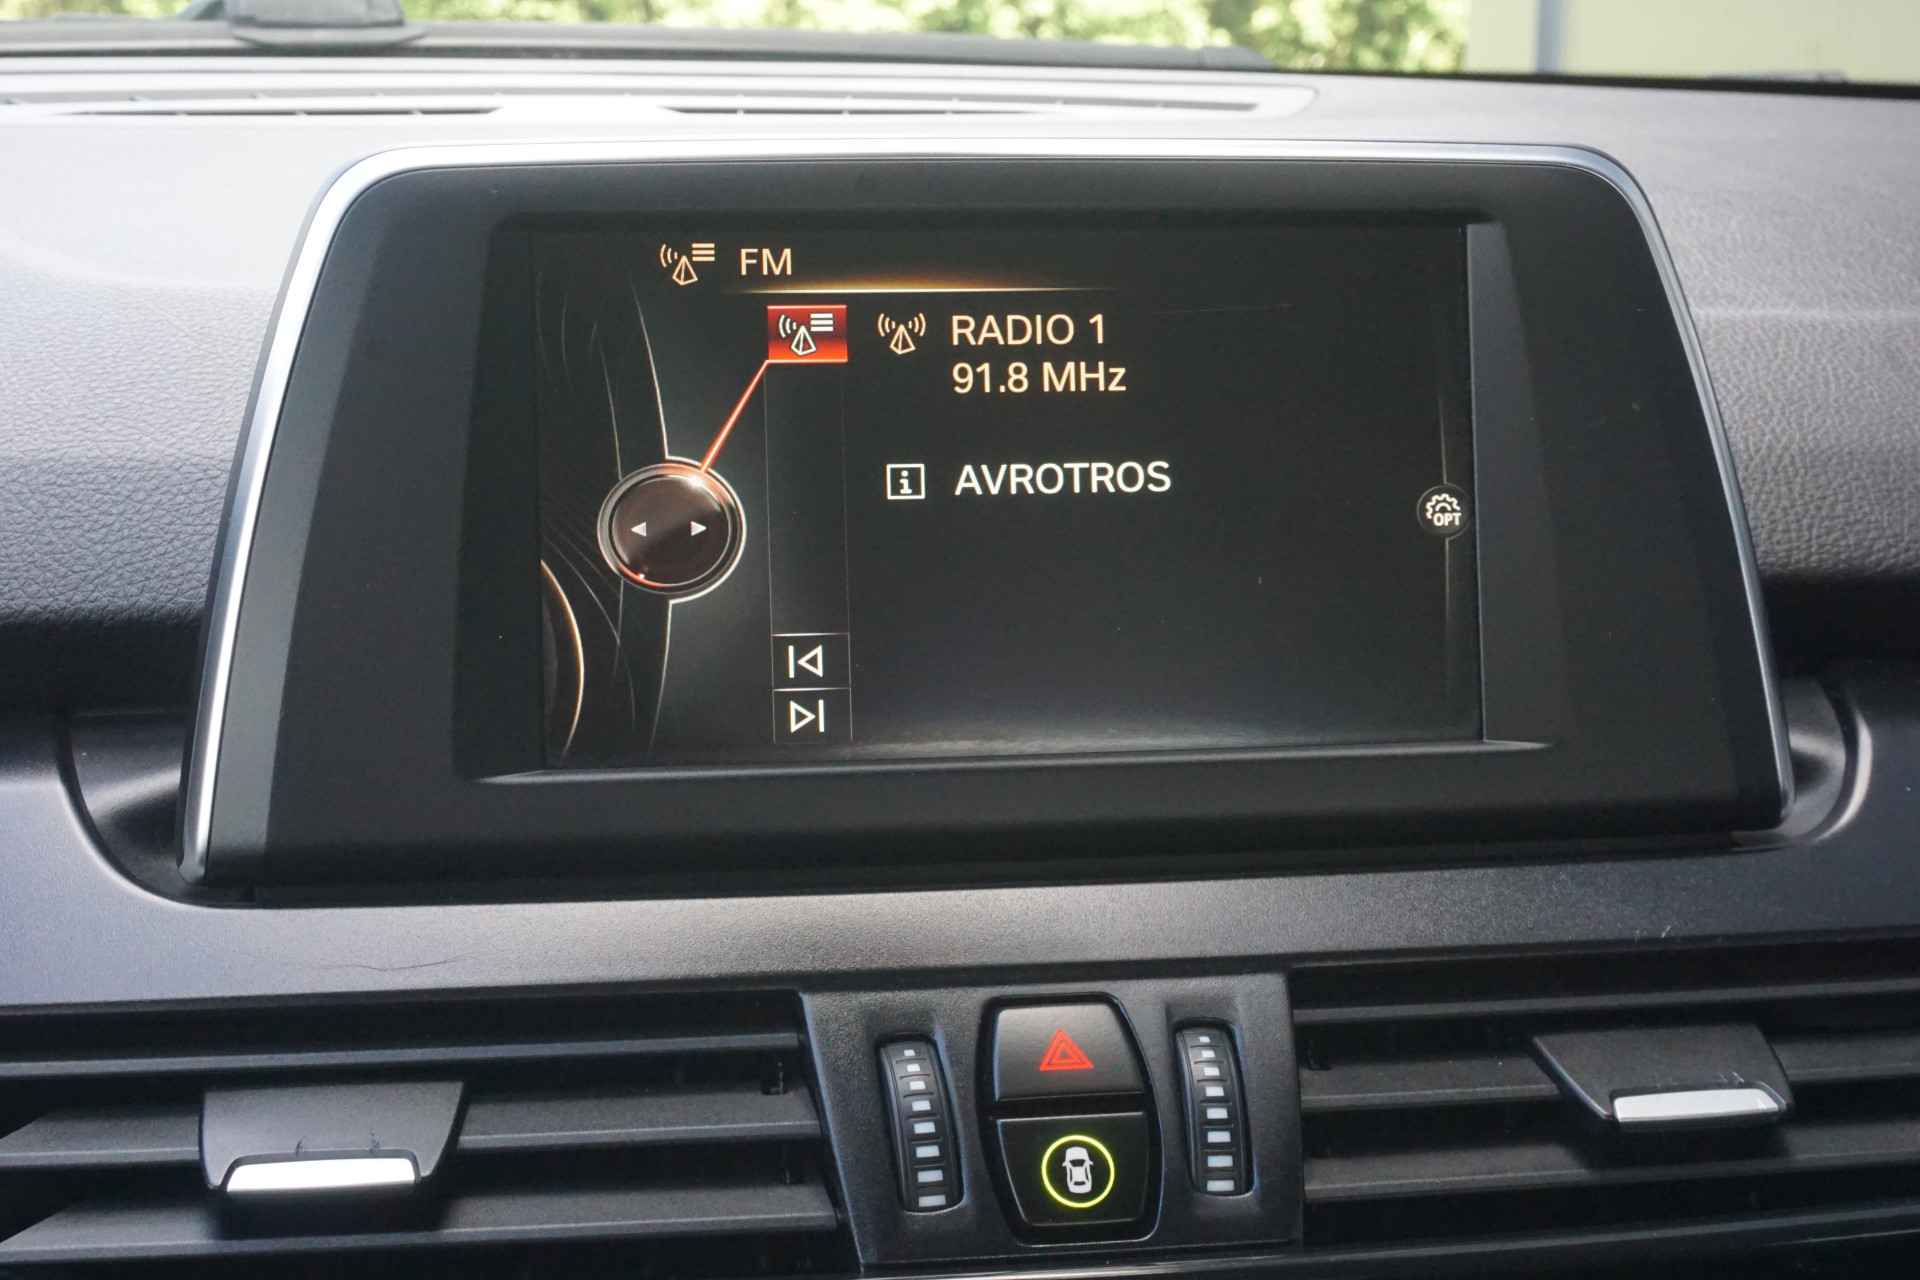 FM
RADIO 1
91.8 MHz
i AVROTROS
OPT